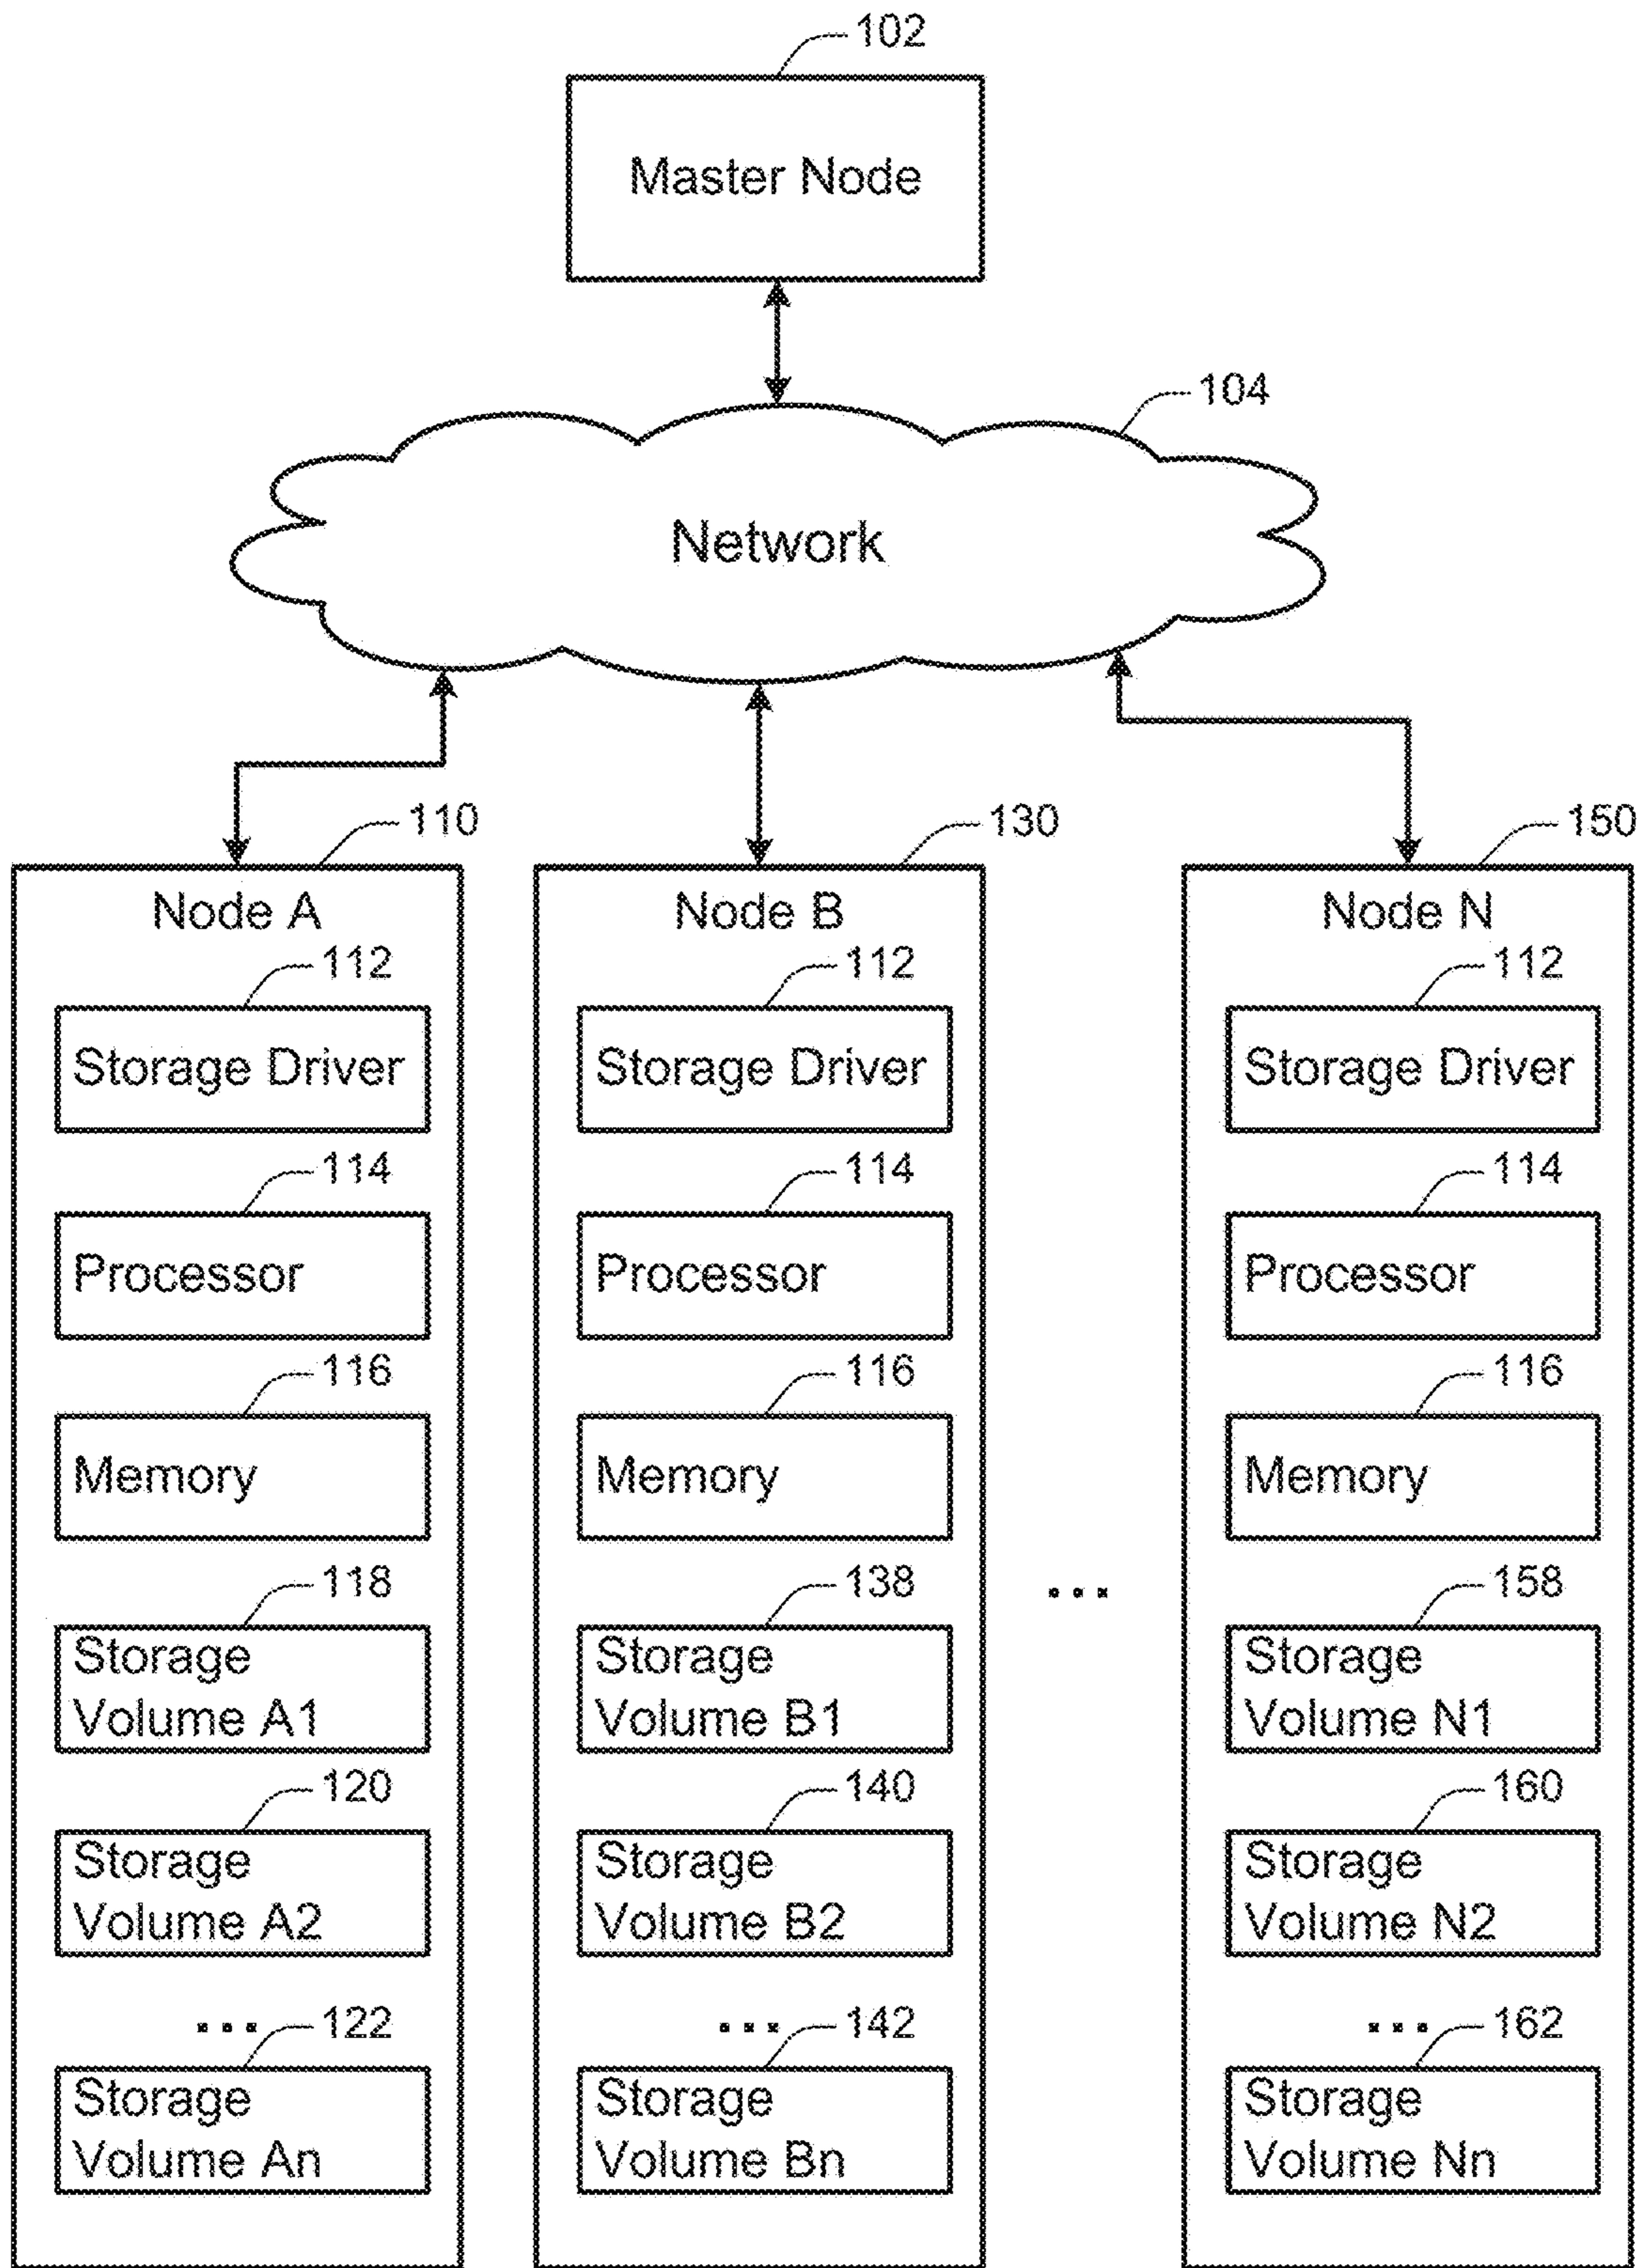 102
Master Node
104
Network
110
Node A
112
Storage Driver
114
Processor
116
Memory
118
Storage
Volume A1
120
Storage
Volume A2
...
122
Storage
Volume An
130
Node B
112
Storage Driver
114
Processor
116
Memory
138
Storage
Volume B1
140
Storage
Volume B2
...
142
Storage
Volume Bn
...
150
Node N
112
Storage Driver
114
Processor
116
Memory
158
Storage
Volume N1
160
Storage
Volume N2
...
162
Storage
Volume Nn